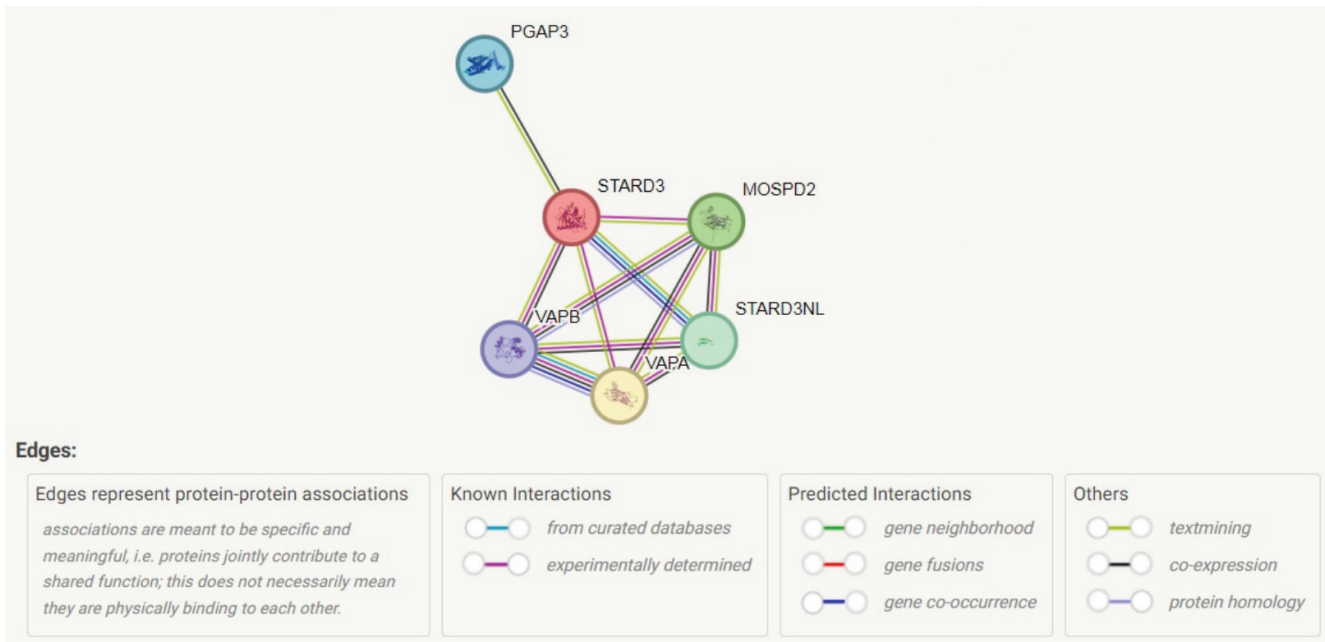 PGAP3
STARD3
MOSPD2
STARD3NL
VAPB
VAPA
Edges:
Edges represent protein-protein associations
associations are meant to be specific and
meaningful, i.e. proteins jointly contribute to a
shared function; this does not necessarily mean
they are physically binding to each other.
Known Interactions
from curated databases
experimentally determined
Predicted Interactions
gene neighborhood
gene fusions
gene co-occurrence
Others
textmining
co-expression
protein homology